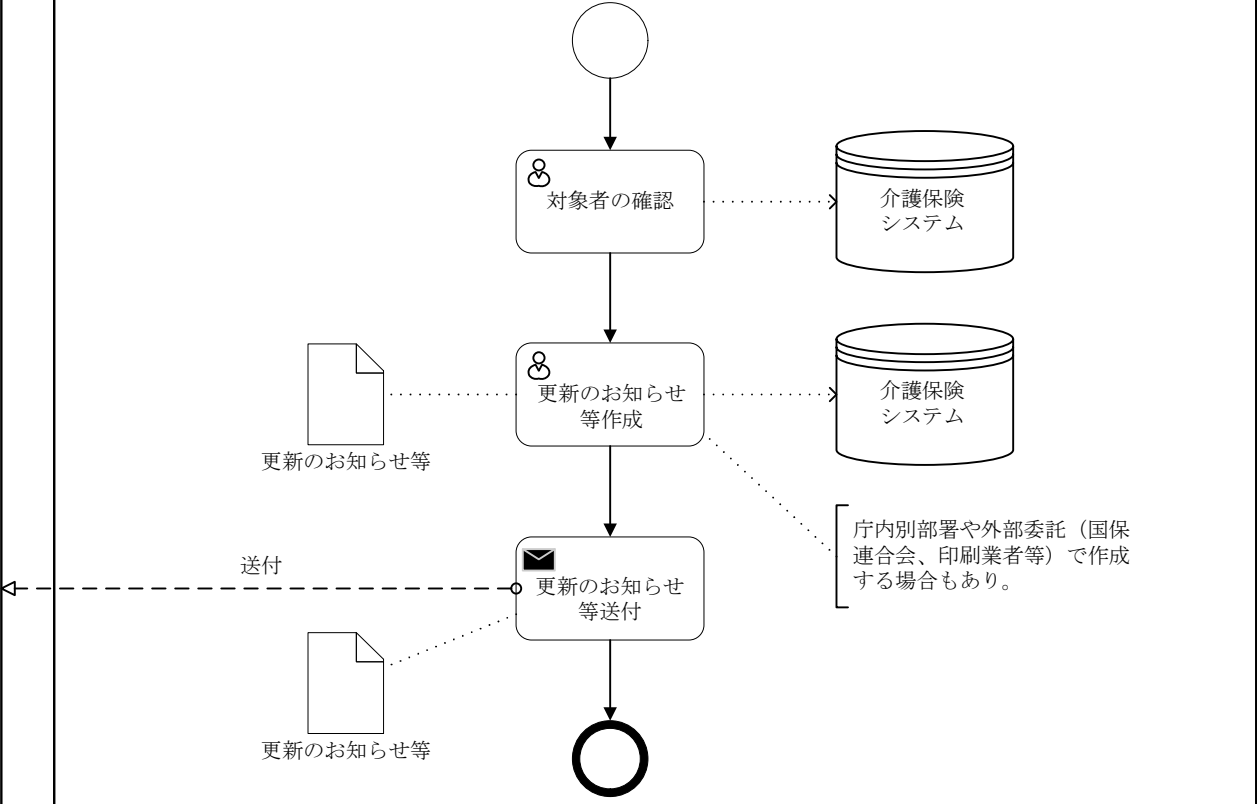 対象者の確認
介護保険
システム
更新のお知らせ
等作成
介護保険
システム
更新のお知らせ等
庁内別部署や外部委託（国保
連合会、印刷業者等）で作成
する場合もあり。
送付
更新のお知らせ
等送付
更新のお知らせ等